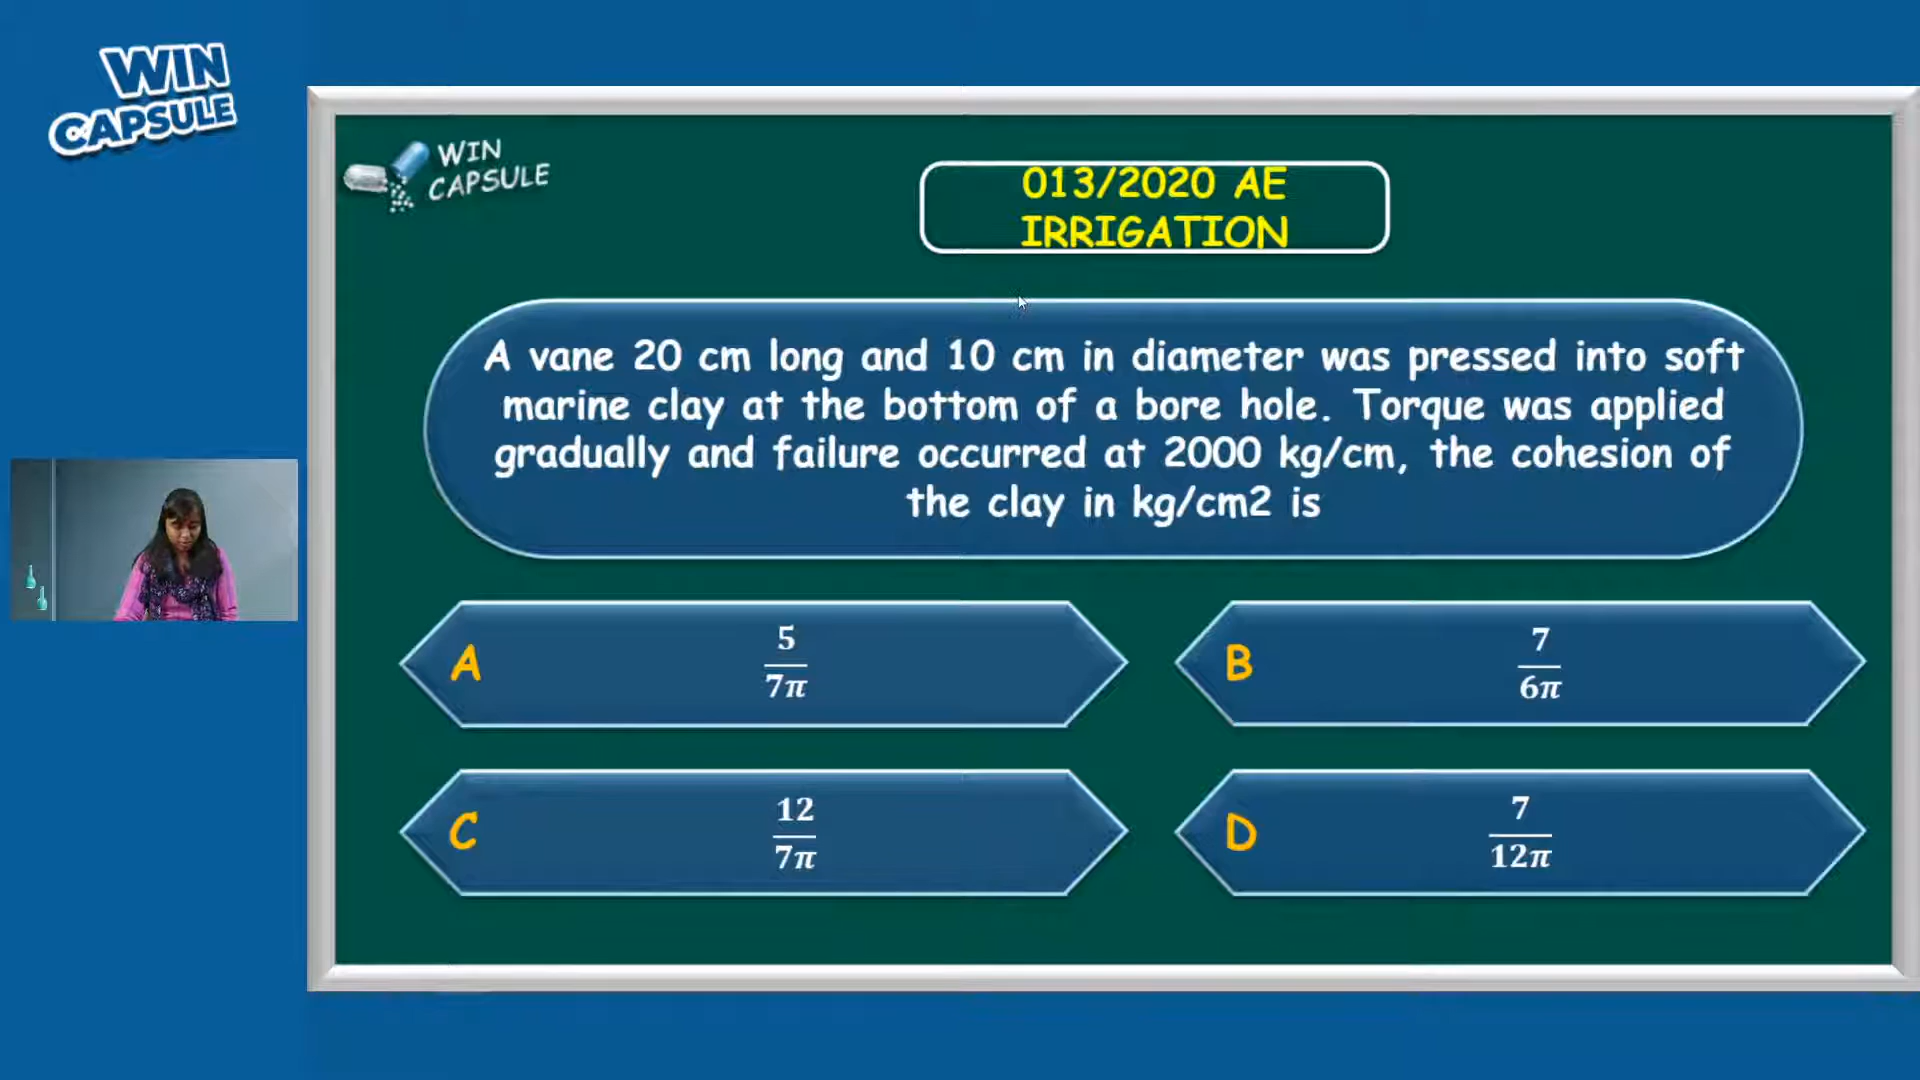 WIN
CAPSULE
WIN
CAPSULE
013/2020 AE
IRRIGATION
A vane 20 cm long and 10 cm in diameter was pressed into soft
marine clay at the bottom of a bore hole. Torque was applied
gradually and failure occurred at 2000 kg/cm, the cohesion of
the clay in kg/cm2 is
A 5/7π
B 7/6π
C 12/7π
D 7/12π